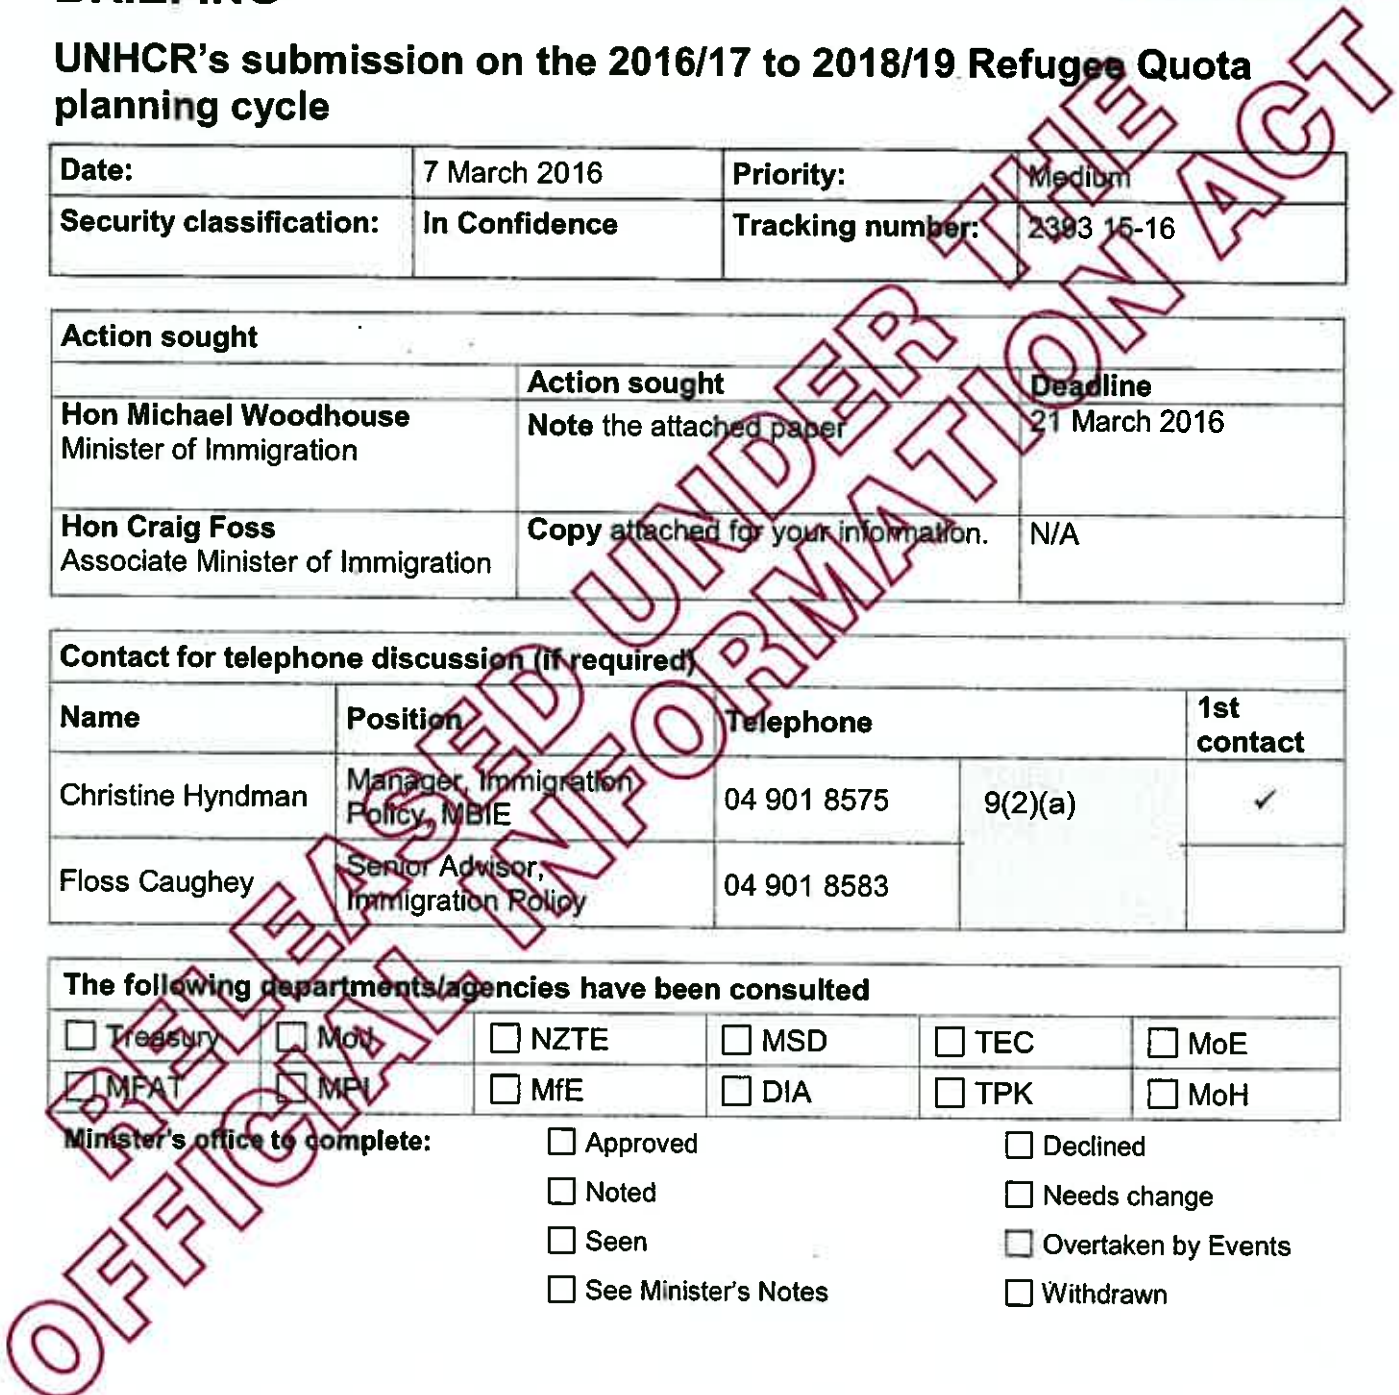 BRIEFING
UNHCR's submission on the 2016/17 to 2018/19 Refugee Quota
planning cycle
Date: 7 March 2016 Priority: Medium
Security classification: In Confidence Tracking number: 2393 15-16
Action sought
Action sought Deadline
Hon Michael Woodhouse Note the attached paper 21 March 2016
Minister of Immigration
Hon Craig Foss Copy attached for your information. N/A
Associate Minister of Immigration
Contact for telephone discussion (if required)
Name Position Telephone 1st
contact
Christine Hyndman Manager, Immigration 04 901 8575 9(2)(a) ✓
Policy, MBIE
Floss Caughey Senior Advisor, 04 901 8583
Immigration Policy
The following departments/agencies have been consulted
☐ Treasury ☐ MoJ ☐ NZTE ☐ MSD ☐ TEC ☐ MoE
☐ MFAT ☐ MPI ☐ MfE ☐ DIA ☐ TPK ☐ MoH
Minister's office to complete: ☐ Approved ☐ Declined
☐ Noted ☐ Needs change
☐ Seen ☐ Overtaken by Events
☐ See Minister's Notes ☐ Withdrawn
RELEASED UNDER THE
OFFICIAL INFORMATION ACT